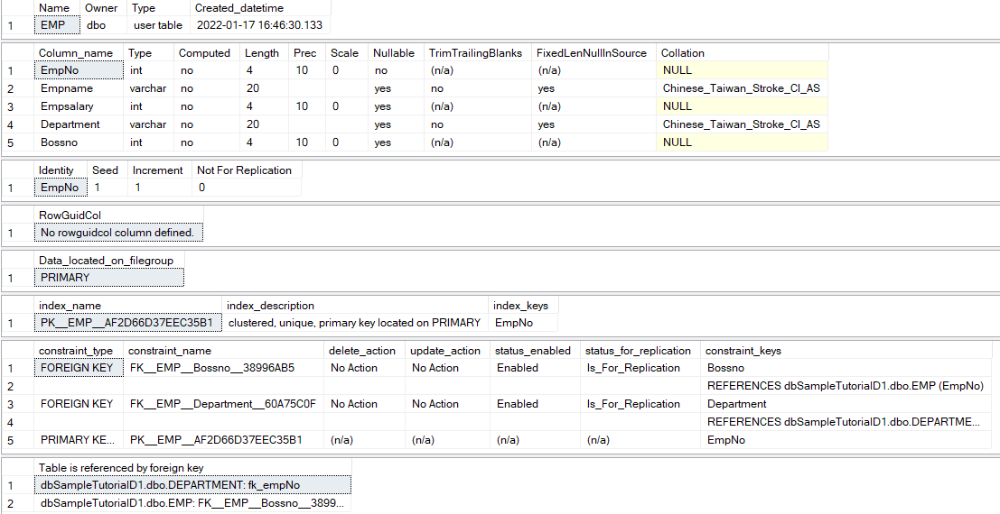 Name Owner Type Created_datetime
1 EMP dbo user table 2022-01-17 16:46:30.133
Column_name Type Computed Length Prec Scale Nullable TrimTrailingBlanks FixedLenNullInSource Collation
1 EmpNo int no 4 10 0 no (n/a) (n/a) NULL
2 Empname varchar no 20 yes no yes Chinese_Taiwan_Stroke_CI_AS
3 Empsalary int no 4 10 0 yes (n/a) (n/a) NULL
4 Department varchar no 20 yes no yes Chinese_Taiwan_Stroke_CI_AS
5 Bossno int no 4 10 0 yes (n/a) (n/a) NULL
Identity Seed Increment Not For Replication
1 EmpNo 1 1 0
RowGuidCol
1 No rowguidcol column defined.
Data_located_on_filegroup
1 PRIMARY
index_name index_description index_keys
1 PK__EMP__AF2D66D37EEC35B1 clustered, unique, primary key located on PRIMARY EmpNo
constraint_type constraint_name delete_action update_action status_enabled status_for_replication constraint_keys
1 FOREIGN KEY FK__EMP__Bossno__38996AB5 No Action No Action Enabled Is_For_Replication Bossno
2 REFERENCES dbSampleTutorialD1.dbo.EMP (EmpNo)
3 FOREIGN KEY FK__EMP__Department__60A75C0F No Action No Action Enabled Is_For_Replication Department
4 REFERENCES dbSampleTutorialD1.dbo.DEPARTME...
5 PRIMARY KE... PK__EMP__AF2D66D37EEC35B1 (n/a) (n/a) (n/a) (n/a) EmpNo
Table is referenced by foreign key
1 dbSampleTutorialD1.dbo.DEPARTMENT: fk_empNo
2 dbSampleTutorialD1.dbo.EMP: FK__EMP__Bossno__3899...